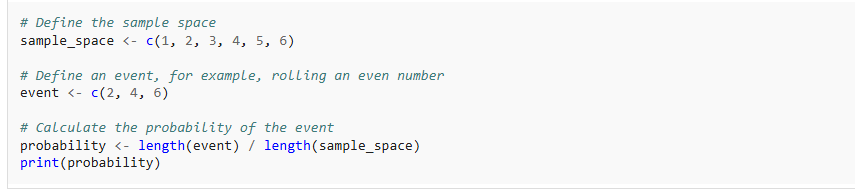 # Define the sample space
sample_space <- c(1, 2, 3, 4, 5, 6)
# Define an event, for example, rolling an even number
event <- c(2, 4, 6)
# Calculate the probability of the event
probability <- length(event) / length(sample_space)
print(probability)